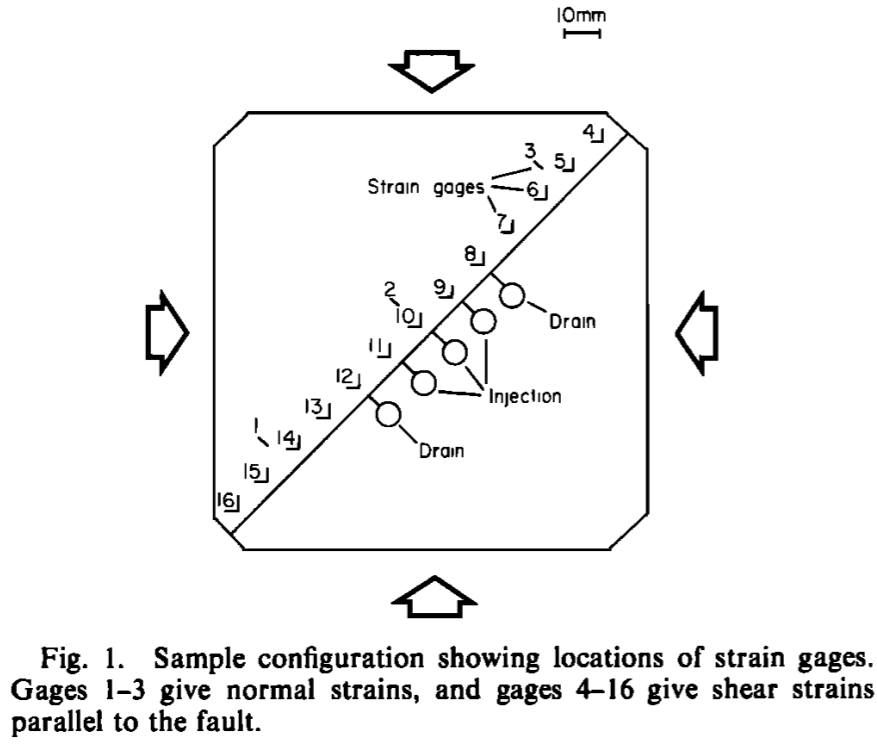 10mm
4
3
5
Strain gages
6
7
8
2
9
10
Drain
11
12
Injection
13
1
14
Drain
15
16
Fig. 1. Sample configuration showing locations of strain gages.
Gages 1–3 give normal strains, and gages 4–16 give shear strains
parallel to the fault.